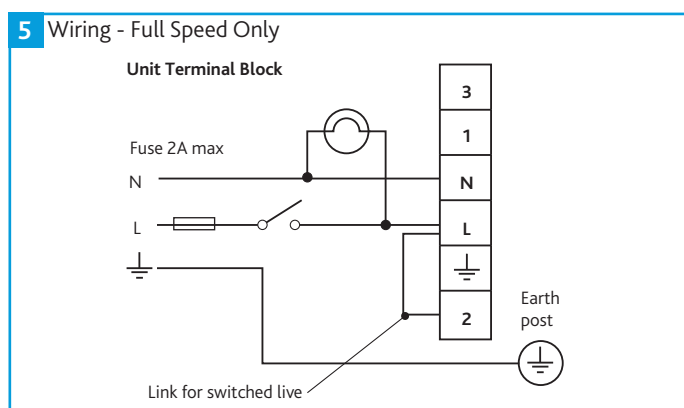 5 Wiring - Full Speed Only
Unit Terminal Block
3
1
Fuse 2A max
N
N
L
L
2
Earth
post
Link for switched live